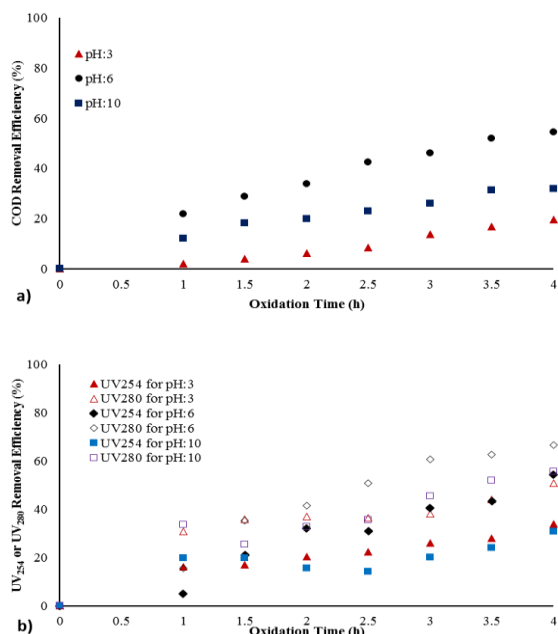 100
80
60
40
20
0
COD Removal Efficiency (%)
pH:3
pH:6
pH:10
0 0.5 1 1.5 2 2.5 3 3.5 4
Oxidation Time (h)
a)
100
80
60
40
20
0
UV254 or UV280 Removal Efficiency (%)
UV254 for pH:3
UV280 for pH:3
UV254 for pH:6
UV280 for pH:6
UV254 for pH:10
UV280 for pH:10
0 0.5 1 1.5 2 2.5 3 3.5 4
Oxidation Time (h)
b)